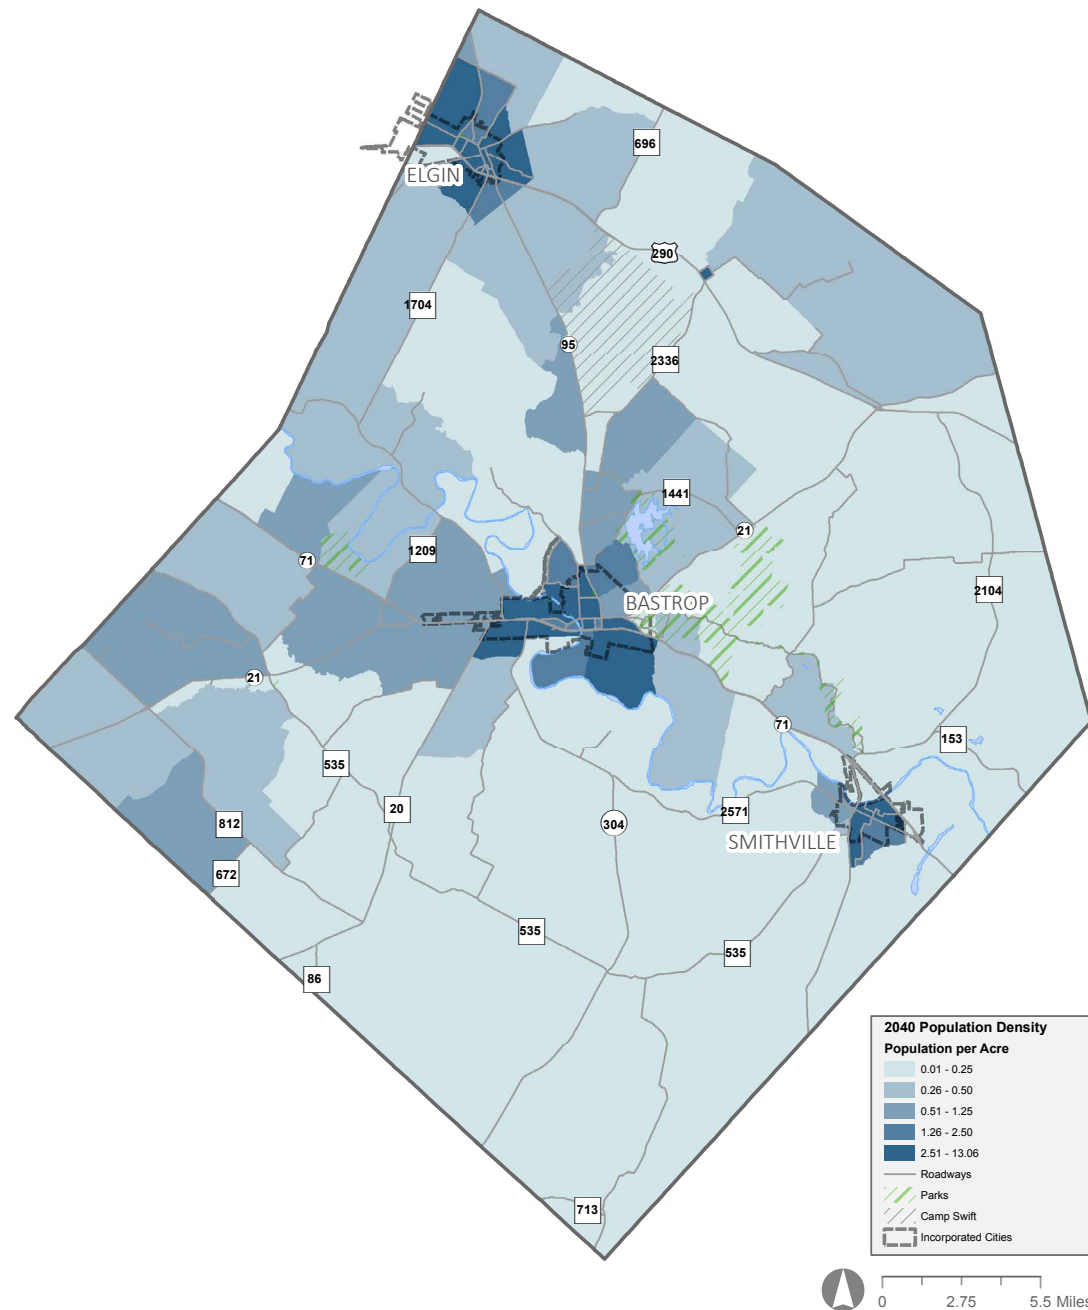 696
ELGIN
290
1704
95
2336
1441
21
71
1209
2104
BASTROP
21
71
153
535
20
2571
304
812
SMITHVILLE
672
535
535
86
713
2040 Population Density
Population per Acre
0.01 - 0.25
0.26 - 0.50
0.51 - 1.25
1.26 - 2.50
2.51 - 13.06
Roadways
Parks
Camp Swift
Incorporated Cities
0 2.75 5.5 Miles